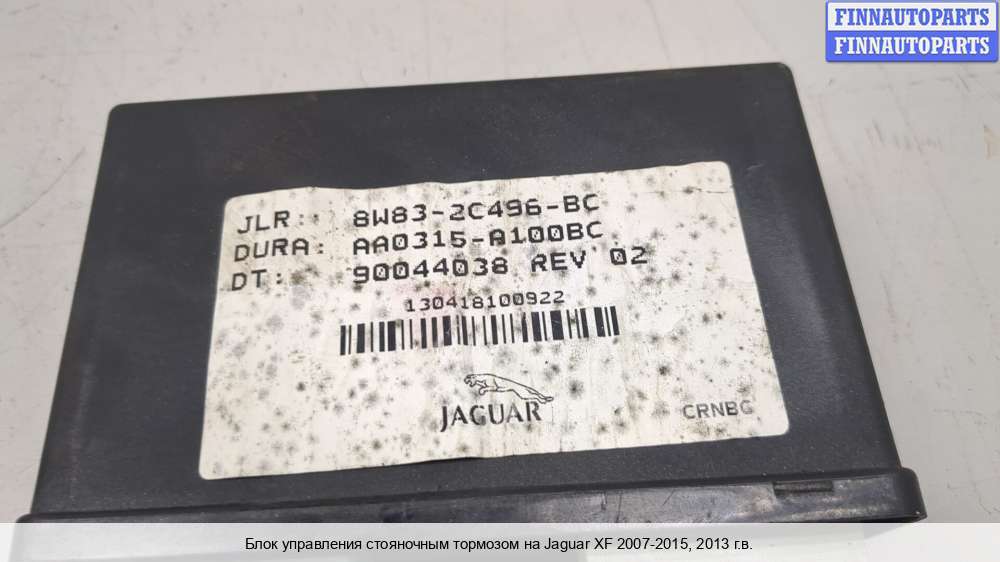 FINNAUTOPARTS
FINNAUTOPARTS
JLR: 8W83-2C496-BC
DURA: AA0315-A100BC
DT: 90044038 REV 02
130418100922
JAGUAR
CRNBC
Блок управления стояночным тормозом на Jaguar XF 2007-2015, 2013 г.в.